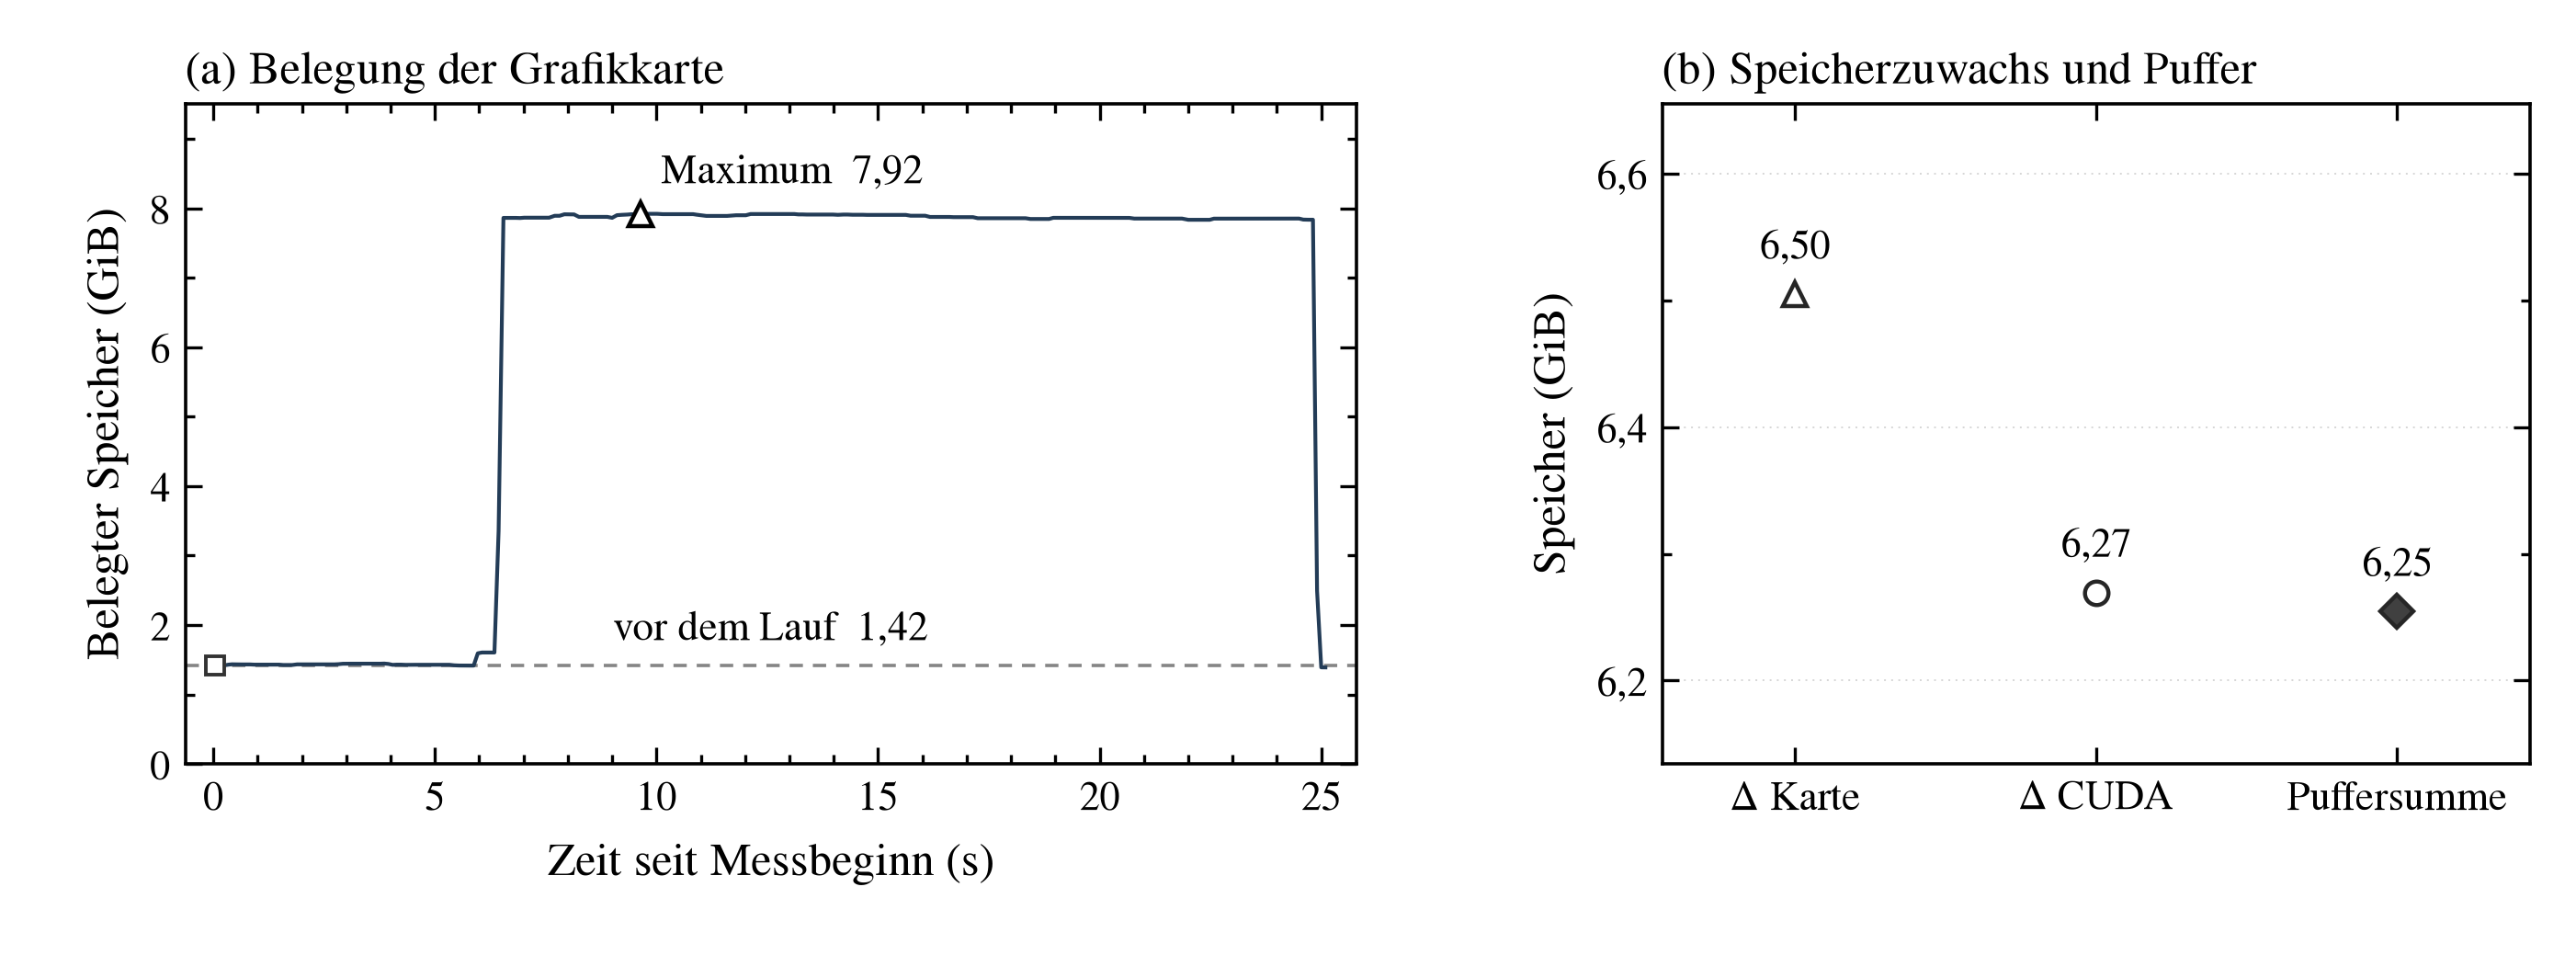 (a) Belegung der Grafikkarte
Belegter Speicher (GiB)
8
6
4
2
0
Maximum 7,92
vor dem Lauf 1,42
0 5 10 15 20 25
Zeit seit Messbeginn (s)
(b) Speicherzuwachs und Puffer
Speicher (GiB)
6,6
6,4
6,2
6,50
6,27
6,25
Δ Karte Δ CUDA Puffersumme